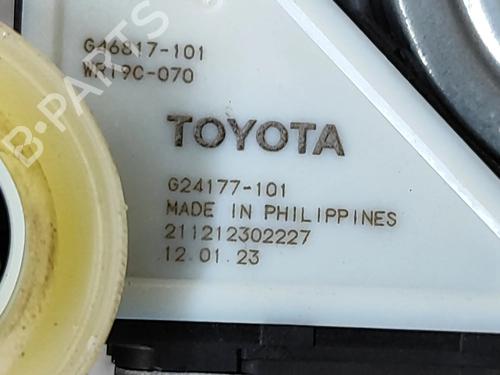 G46817-101
WR19C-070
TOYOTA
G24177-101
MADE IN PHILIPPINES
211212302227
12.01.23
B-PARTS